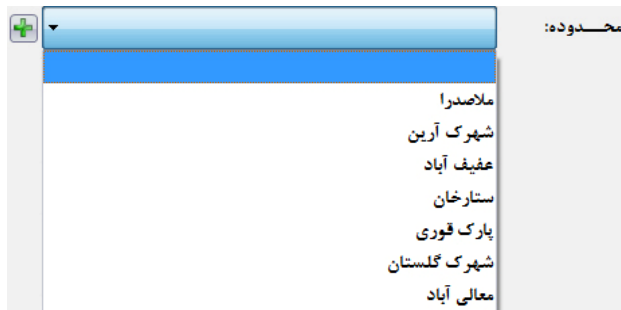 محـــدوده:
ملاصدرا
شهرک آرین
عفیف آباد
ستارخان
پارک قوری
شهرک گلستان
معالی آباد